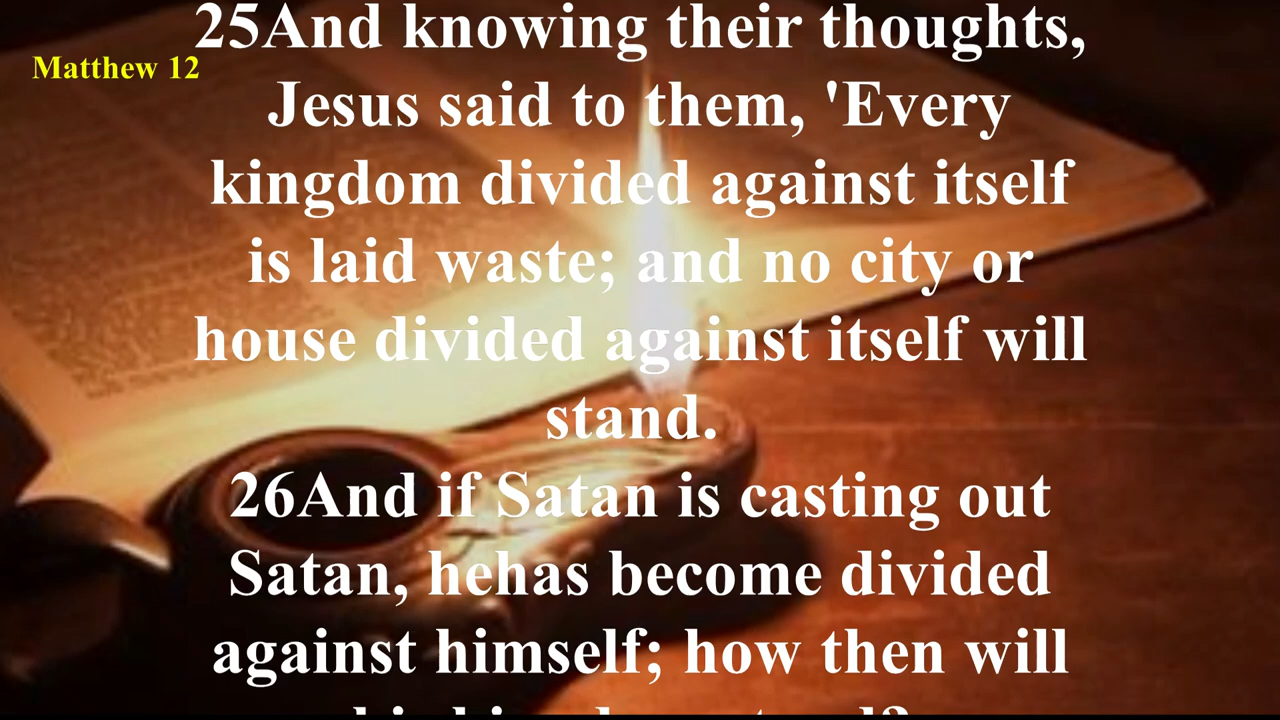 25And knowing their thoughts,
Matthew 12
Jesus said to them, 'Every
kingdom divided against itself
is laid waste; and no city or
house divided against itself will
stand.
26And if Satan is casting out
Satan, hehas become divided
against himself; how then will